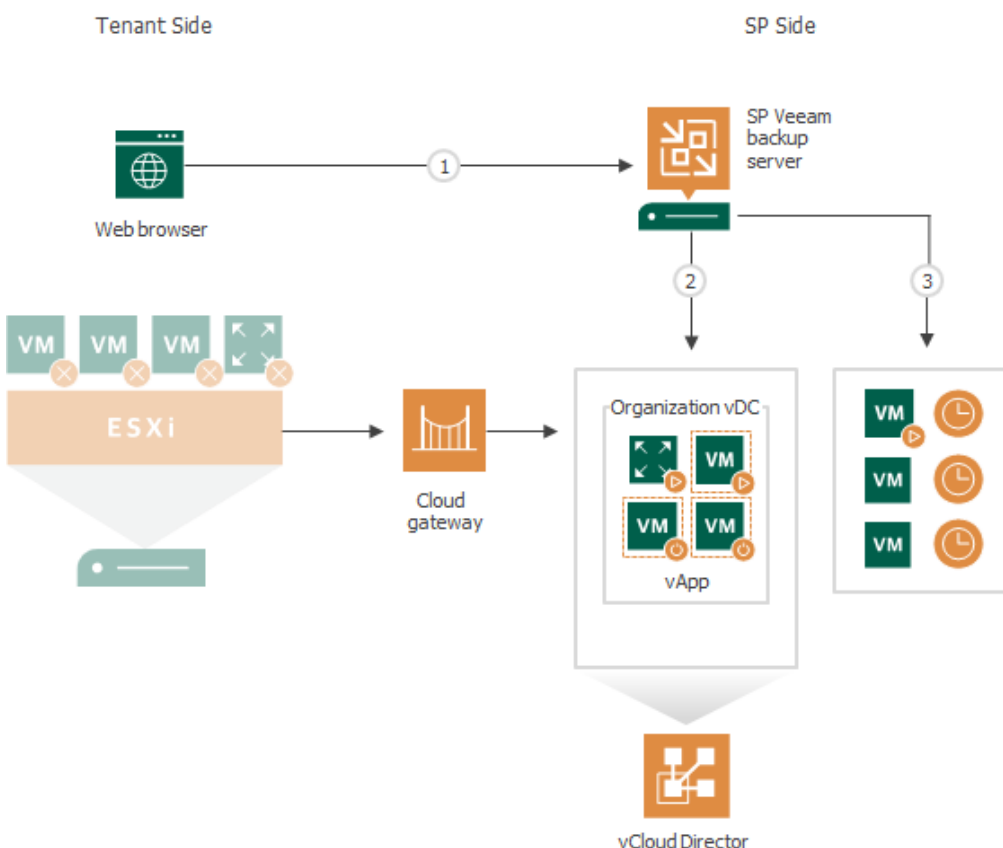 Tenant Side
SP Side
SP Veeam
backup
server
1
Web browser
2
3
VM
VM
VM
ESXi
Cloud
gateway
Organization vDC
VM
VM
VM
vApp
VM
VM
VM
vCloud Director